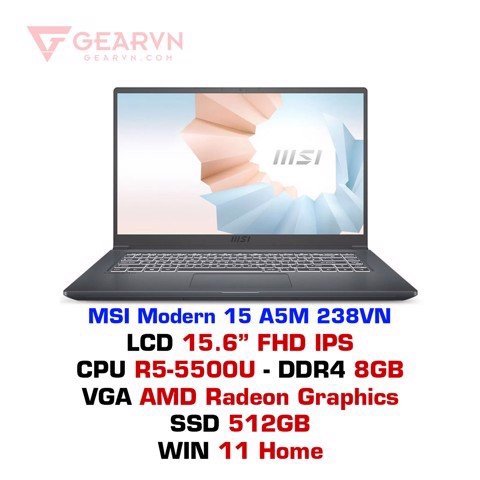 GEARVN
GEARVN.COM
msi
msi
MSI Modern 15 A5M 238VN
LCD 15.6” FHD IPS
CPU R5-5500U - DDR4 8GB
VGA AMD Radeon Graphics
SSD 512GB
WIN 11 Home